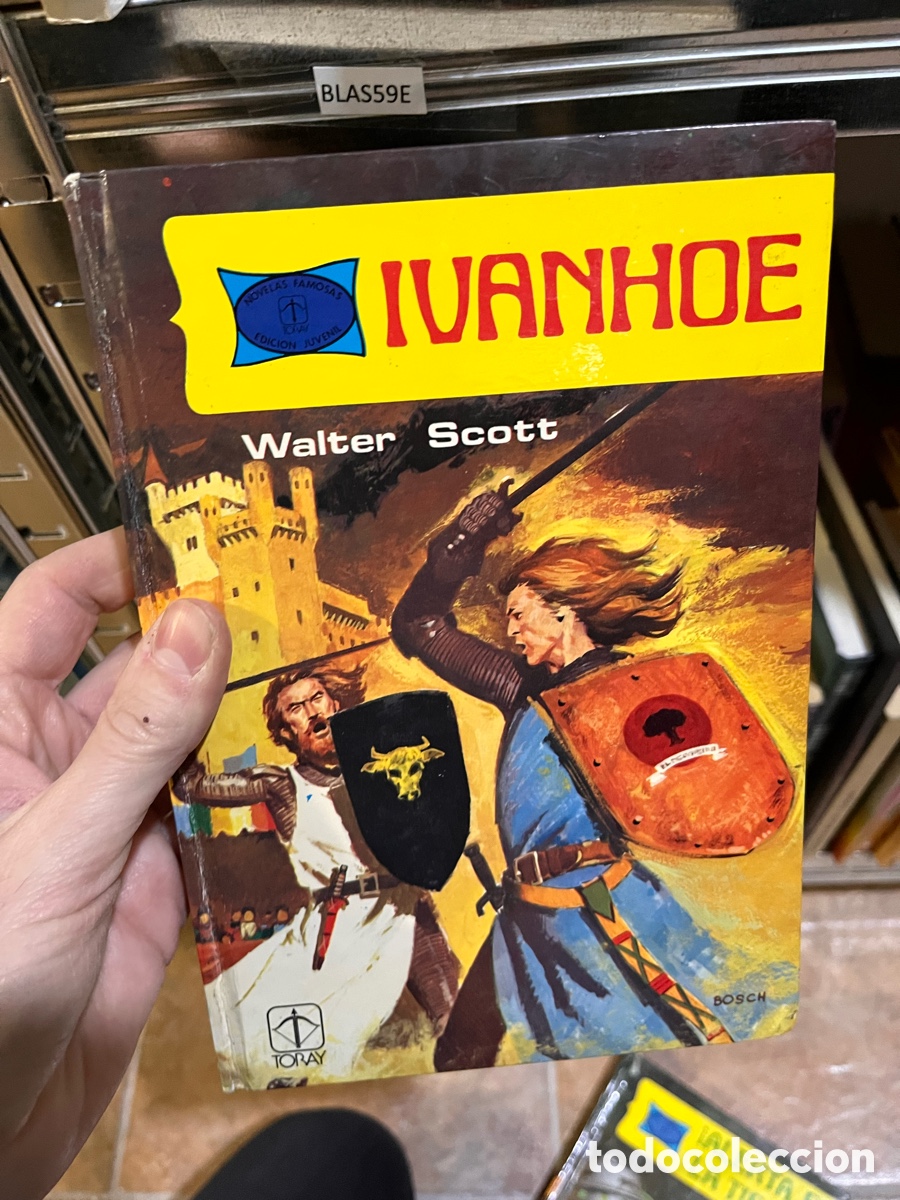 BLAS59E
NOVELAS FAMOSAS
TORAY
EDICION JUVENIL
IVANHOE
Walter Scott
BOSCH
TORAY
todocoleccion